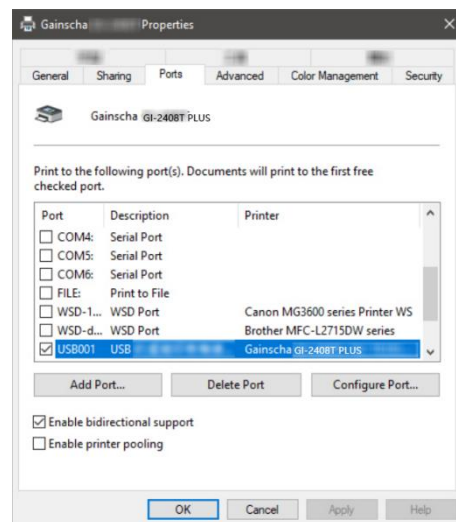 Gainscha Properties
General Sharing Ports Advanced Color Management Security
Gainscha GI-2408T PLUS
Print to the following port(s). Documents will print to the first free
checked port.
Port Description Printer
COM4: Serial Port
COM5: Serial Port
COM6: Serial Port
FILE: Print to File
WSD-1... WSD Port Canon MG3600 series Printer WS
WSD-d... WSD Port Brother MFC-L2715DW series
USB001 USB Gainscha GI-2408T PLUS
Add Port... Delete Port Configure Port...
Enable bidirectional support
Enable printer pooling
OK Cancel Apply Help